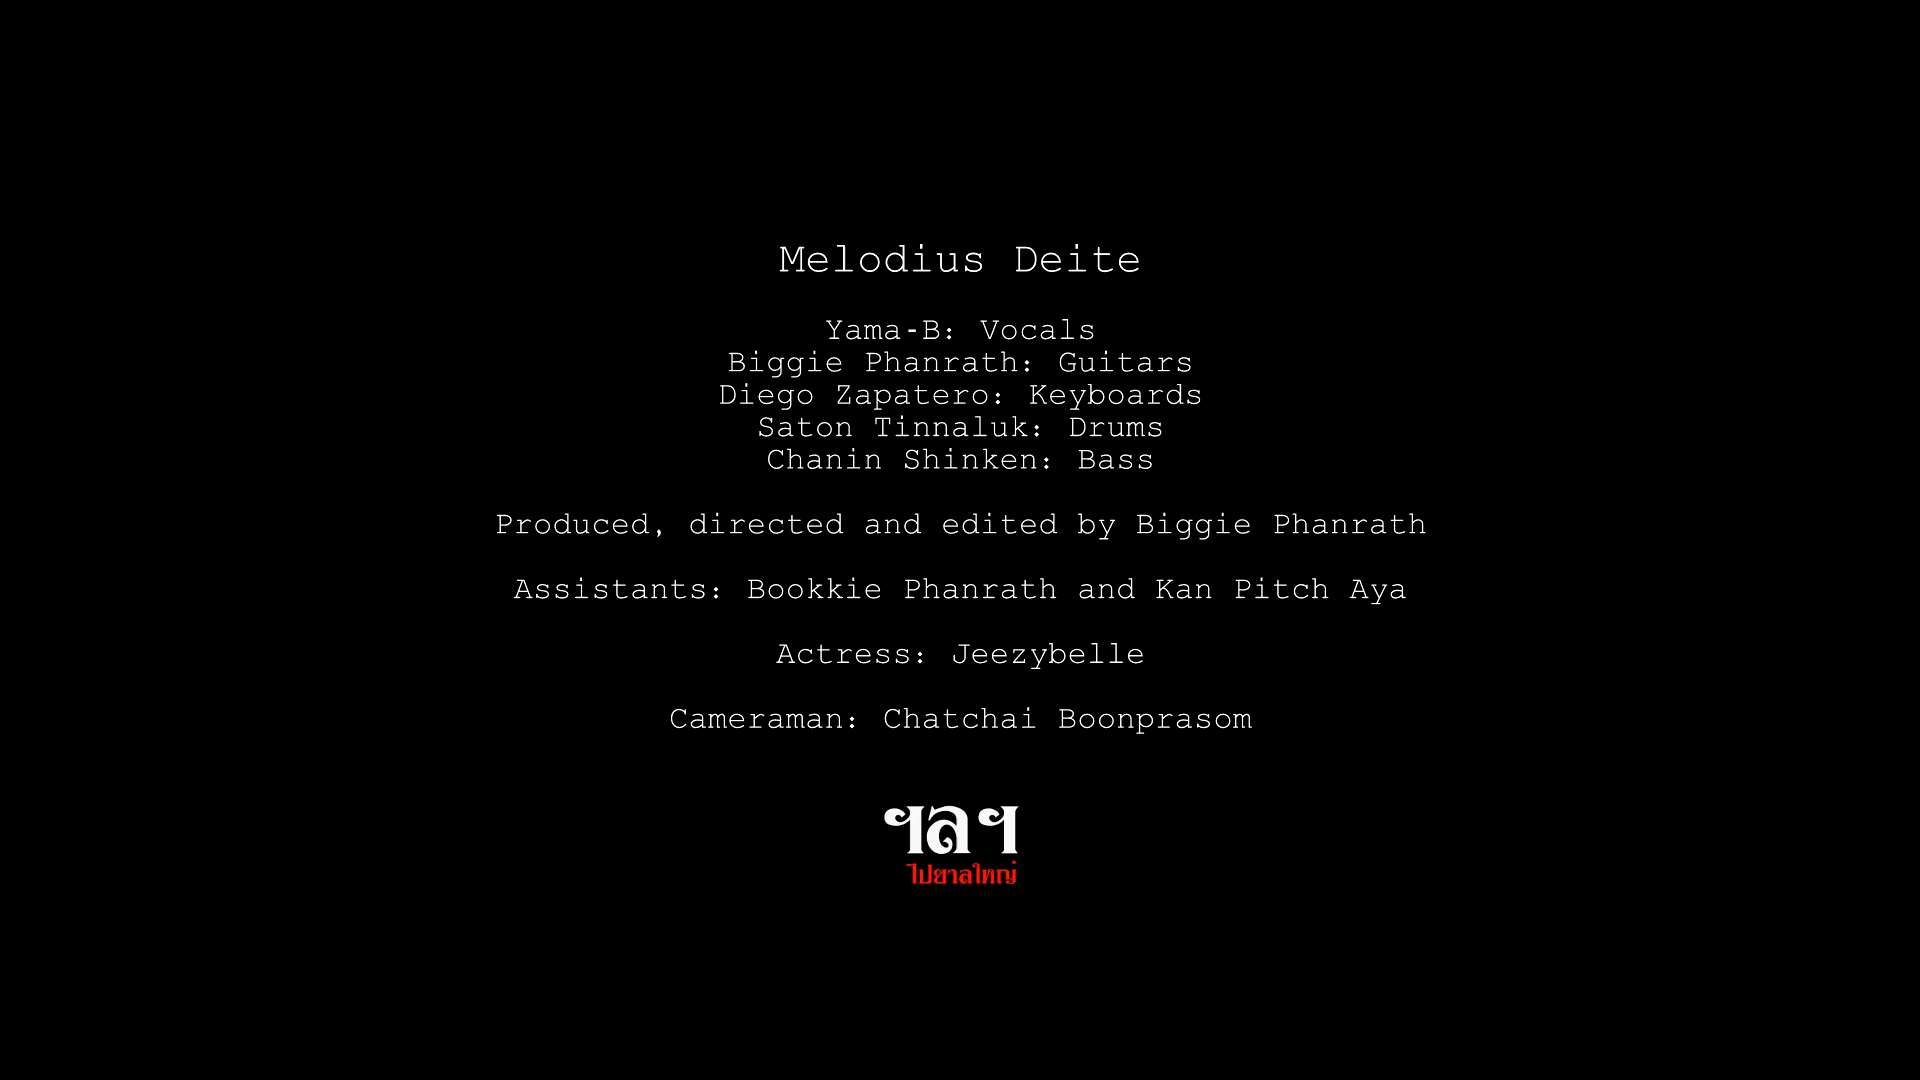 Melodius Deite
Yama-B: Vocals
Biggie Phanrath: Guitars
Diego Zapatero: Keyboards
Saton Tinnaluk: Drums
Chanin Shinken: Bass
Produced, directed and edited by Biggie Phanrath
Assistants: Bookkie Phanrath and Kan Pitch Aya
Actress: Jeezybelle
Cameraman: Chatchai Boonprasom
ฯลฯ
ไปยาลใหญ่